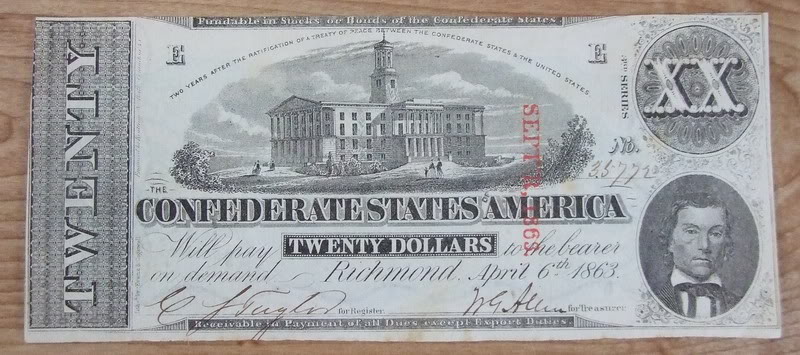 Fundable in Stocks or Bonds of the Confederate States
TWENTY
E
E
TWO YEARS AFTER THE RATIFICATION OF A TREATY OF PEACE BETWEEN THE CONFEDERATE STATES & THE UNITED STATES
SERIES
XX
No.
THE
CONFEDERATE STATES of AMERICA
Will pay TWENTY DOLLARS to the bearer
on demand Richmond, April 6th 1863.
for Register.
for Treasurer.
Receivable in Payment of all Dues except Export Duties.